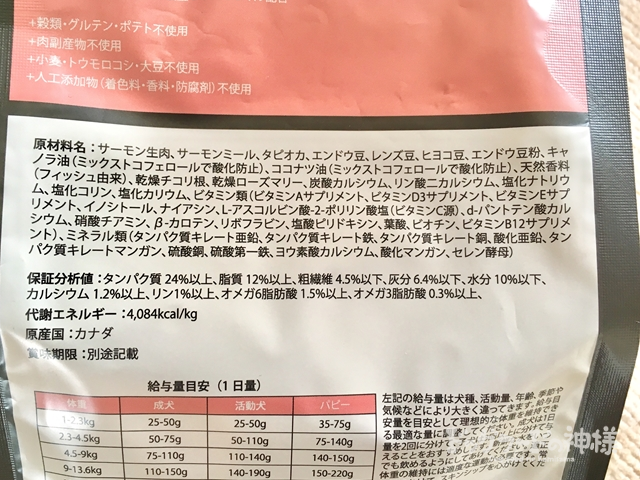 +穀類・グルテン・ポテト不使用
+肉副産物不使用
+小麦・トウモロコシ・大豆不使用
+人工添加物（着色料・香料・防腐剤）不使用
原材料名：サーモン生肉、サーモンミール、タピオカ、エンドウ豆、レンズ豆、ヒヨコ豆、エンドウ豆粉、キャ
ノラ油（ミックストコフェロールで酸化防止）、ココナツ油（ミックストコフェロールで酸化防止）、天然香料
（フィッシュ由来）、乾燥チコリ根、乾燥ローズマリー、炭酸カルシウム、リン酸二カルシウム、塩化ナトリウ
ム、塩化コリン、塩化カリウム、ビタミン類（ビタミンAサプリメント、ビタミンD3サプリメント、ビタミンEサプ
リメント、イノシトール、ナイアシン、L-アスコルビン酸-2-ポリリン酸塩（ビタミンC源）、d-パントテン酸カル
シウム、硝酸チアミン、β-カロテン、リボフラビン、塩酸ピリドキシン、葉酸、ビオチン、ビタミンB12サプリメン
ト）、ミネラル類（タンパク質キレート酸化亜鉛、タンパク質キレート鉄、タンパク質キレート銅、酸化亜鉛、タン
パク質キレートマンガン、硫酸銅、硫酸第一鉄、ヨウ素酸カルシウム、酸化マンガン、セレン酵母）
保証分析値：タンパク質 24%以上、脂質 12%以上、粗繊維 4.5%以下、灰分 6.4%以下、水分 10%以下、
カルシウム 1.2%以上、リン1%以上、オメガ6脂肪酸 1.5%以上、オメガ3脂肪酸 0.3%以上、
代謝エネルギー：4,084kcal/kg
原産国：カナダ
賞味期限：別途記載
給与量目安（1日量）
体重 成犬 活動犬 パピー
1-2.3kg 25-50g 25-50g 35-75g
2.3-4.5kg 50-75g 50-110g 75-140g
4.5-9kg 75-110g 110-140g 140-150g
9-13.6kg 110-150g 140-190g 150-220g
左記の給与量は犬種、活動量、年齢、季節や
気候などにより大きく違ってきます。給与目
安量を目安として理想的な体重を維持でき